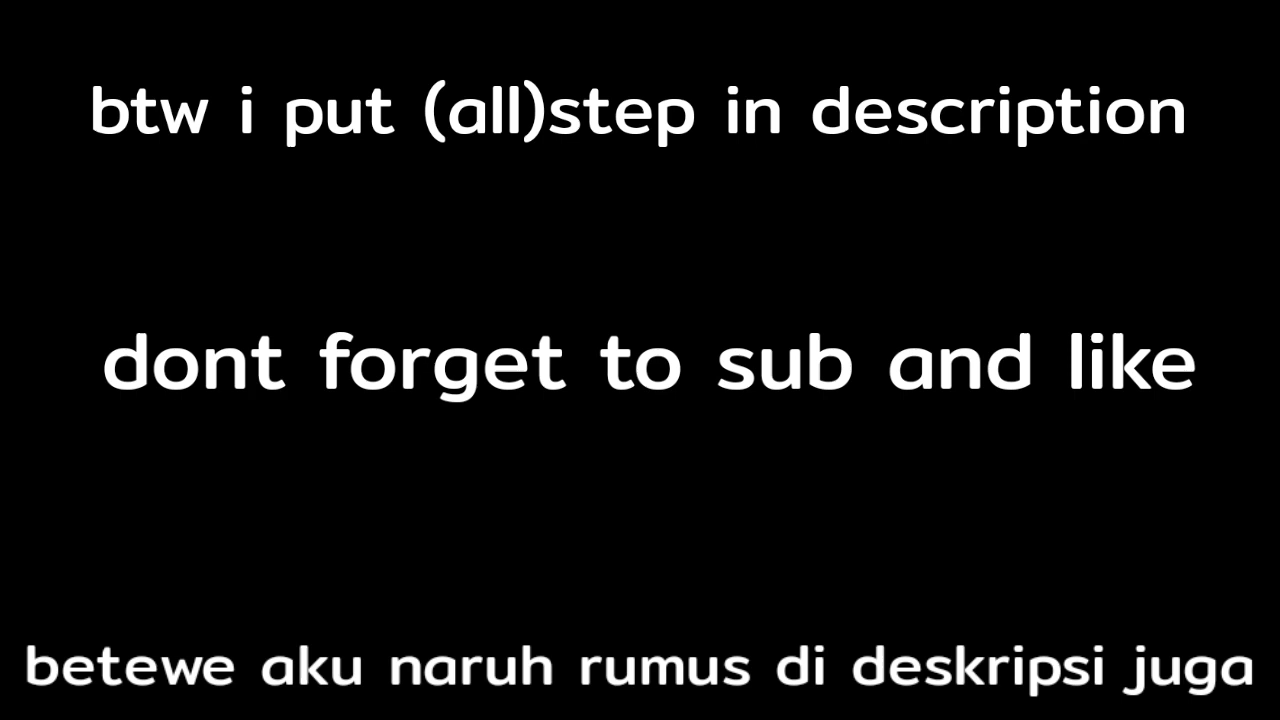 btw i put (all)step in description
dont forget to sub and like
betewe aku naruh rumus di deskripsi juga